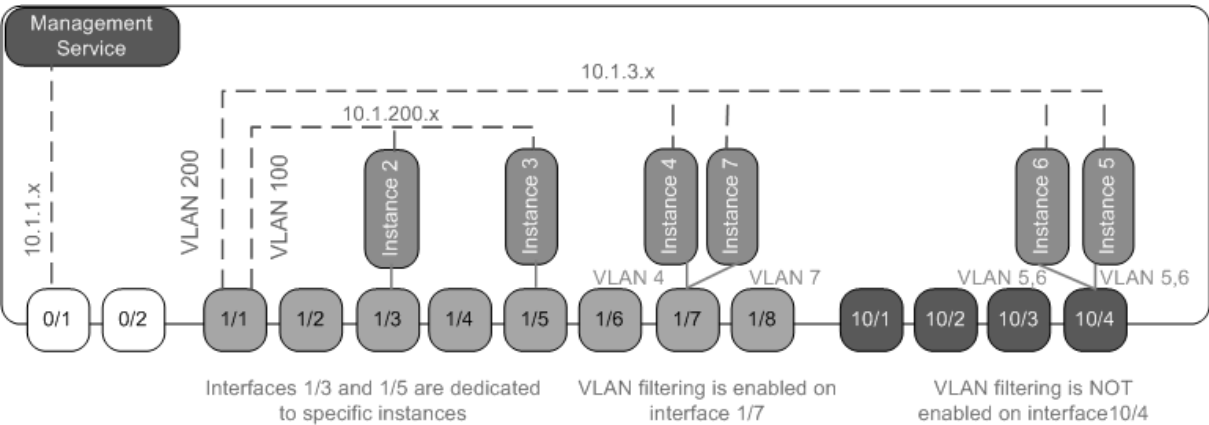 Management
Service
10.1.3.x
10.1.200.x
10.1.1.x
VLAN 200
VLAN 100
Instance 2
Instance 3
Instance 4
Instance 7
Instance 6
Instance 5
VLAN 4
VLAN 7
VLAN 5,6
VLAN 5,6
0/1
0/2
1/1
1/2
1/3
1/4
1/5
1/6
1/7
1/8
10/1
10/2
10/3
10/4
Interfaces 1/3 and 1/5 are dedicated
to specific instances
VLAN filtering is enabled on
interface 1/7
VLAN filtering is NOT
enabled on interface10/4